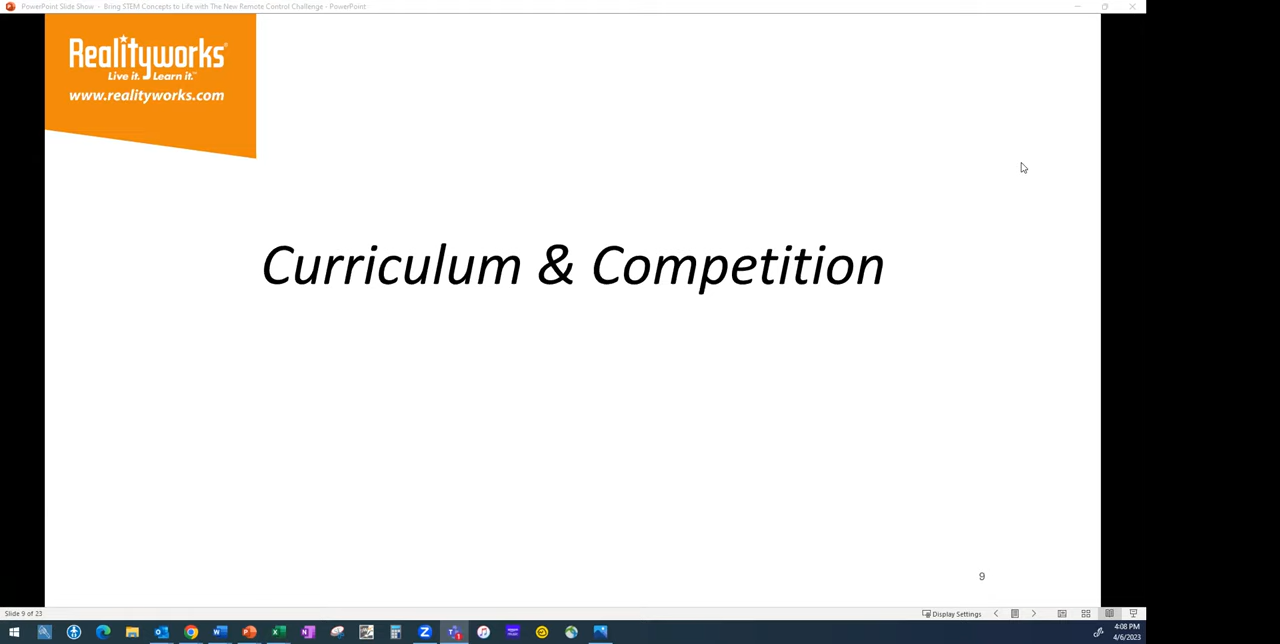 PowerPoint Slide Show - Bring STEM Concepts to Life with The New Remote Control Challenge - PowerPoint
Realityworks®
Live it. Learn it.™
www.realityworks.com
Curriculum & Competition
9
Slide 9 of 23
Display Settings
4:08 PM
4/6/2023